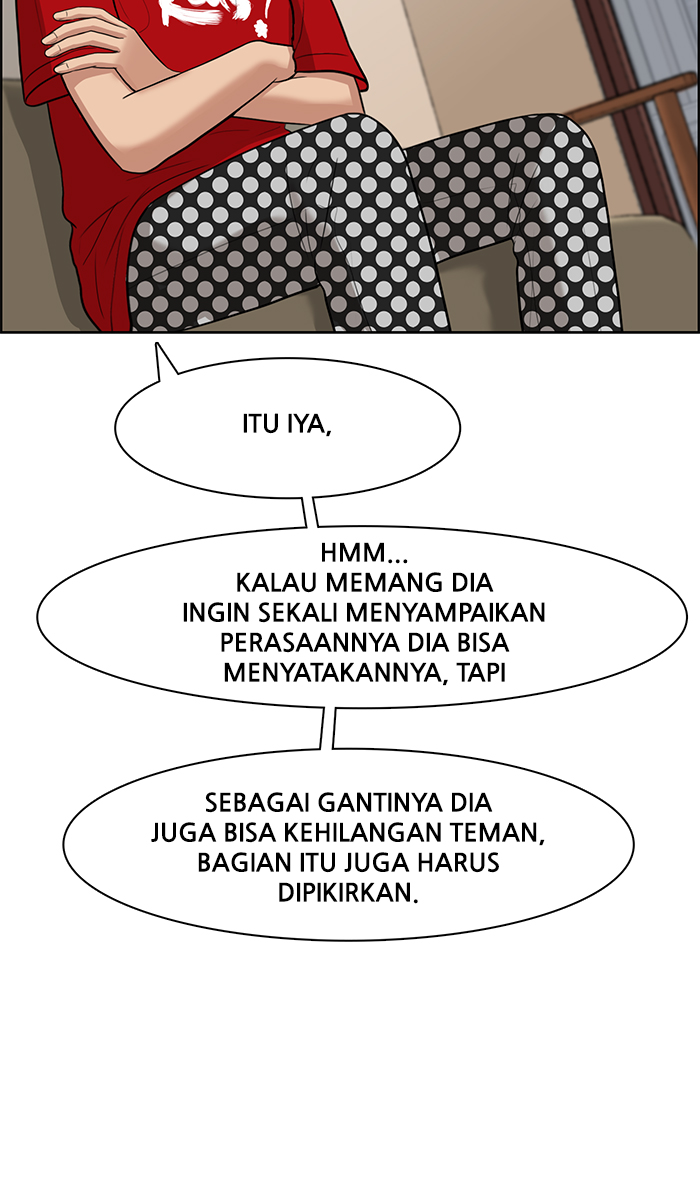 ITU IYA,
HMM...
KALAU MEMANG DIA
INGIN SEKALI MENYAMPAIKAN
PERASAANNYA DIA BISA
MENYATAKANNYA, TAPI
SEBAGAI GANTINYA DIA
JUGA BISA KEHILANGAN TEMAN,
BAGIAN ITU JUGA HARUS
DIPIKIRKAN.